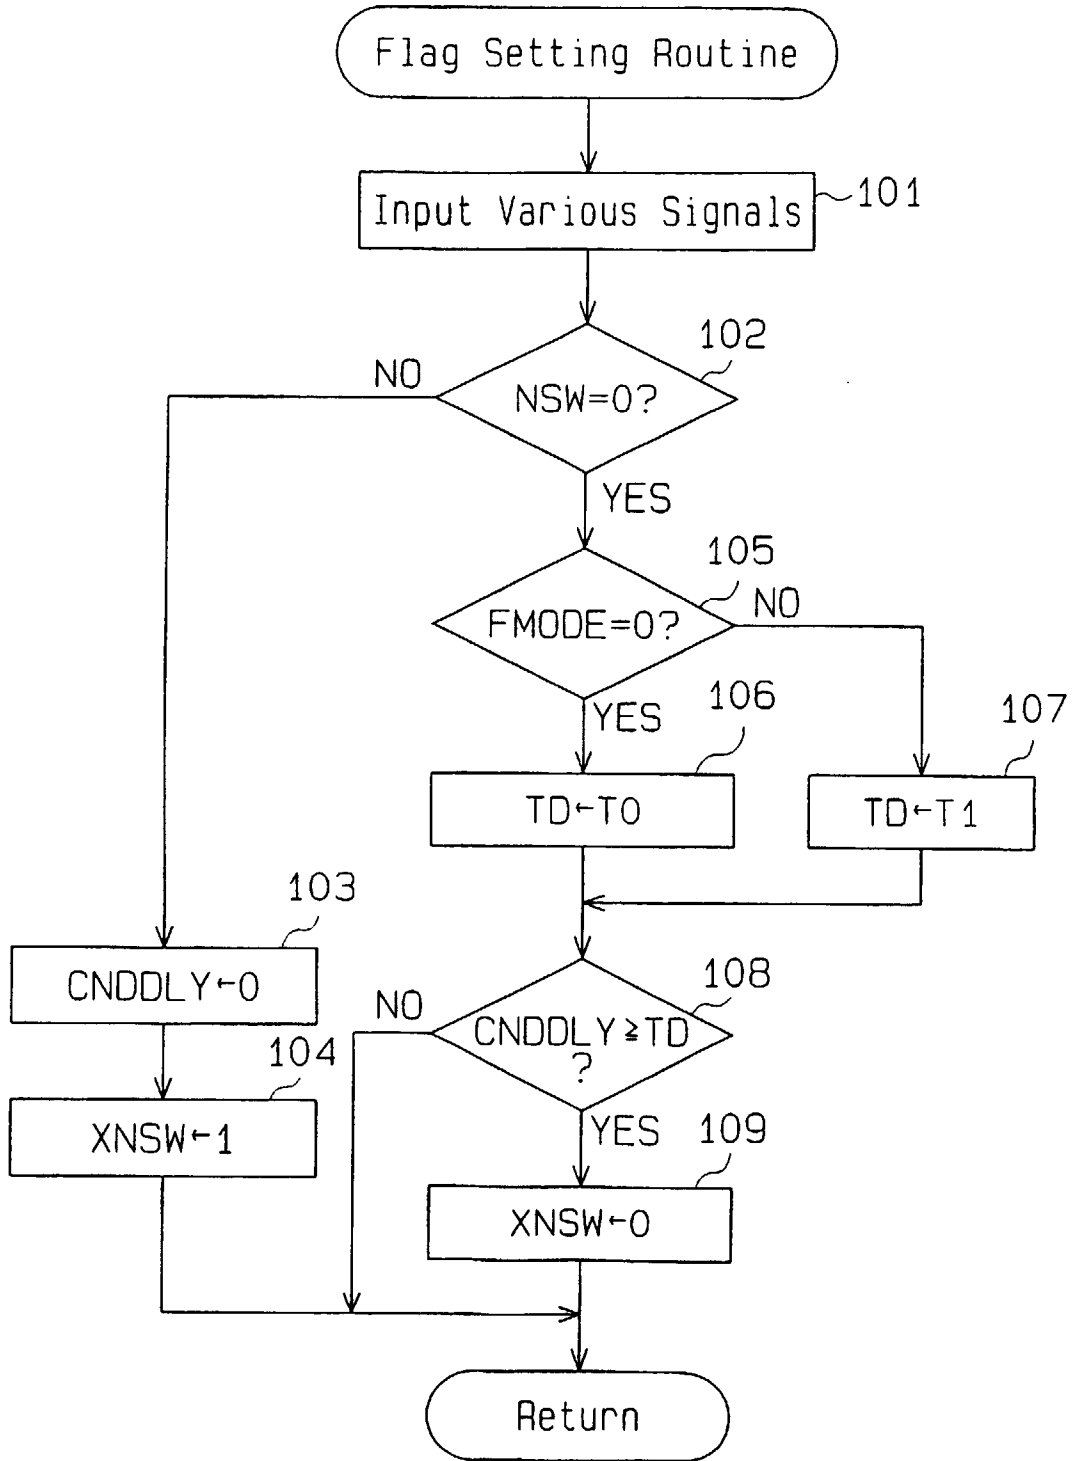 Flag Setting Routine
Input Various Signals
101
102
NO
NSW=0?
YES
105
FMODE=0?
NO
106
YES
107
TD←T0
TD←T1
103
CNDDLY←0
108
NO
CNDDLY≧TD
?
104
XNSW←1
YES
109
XNSW←0
Return